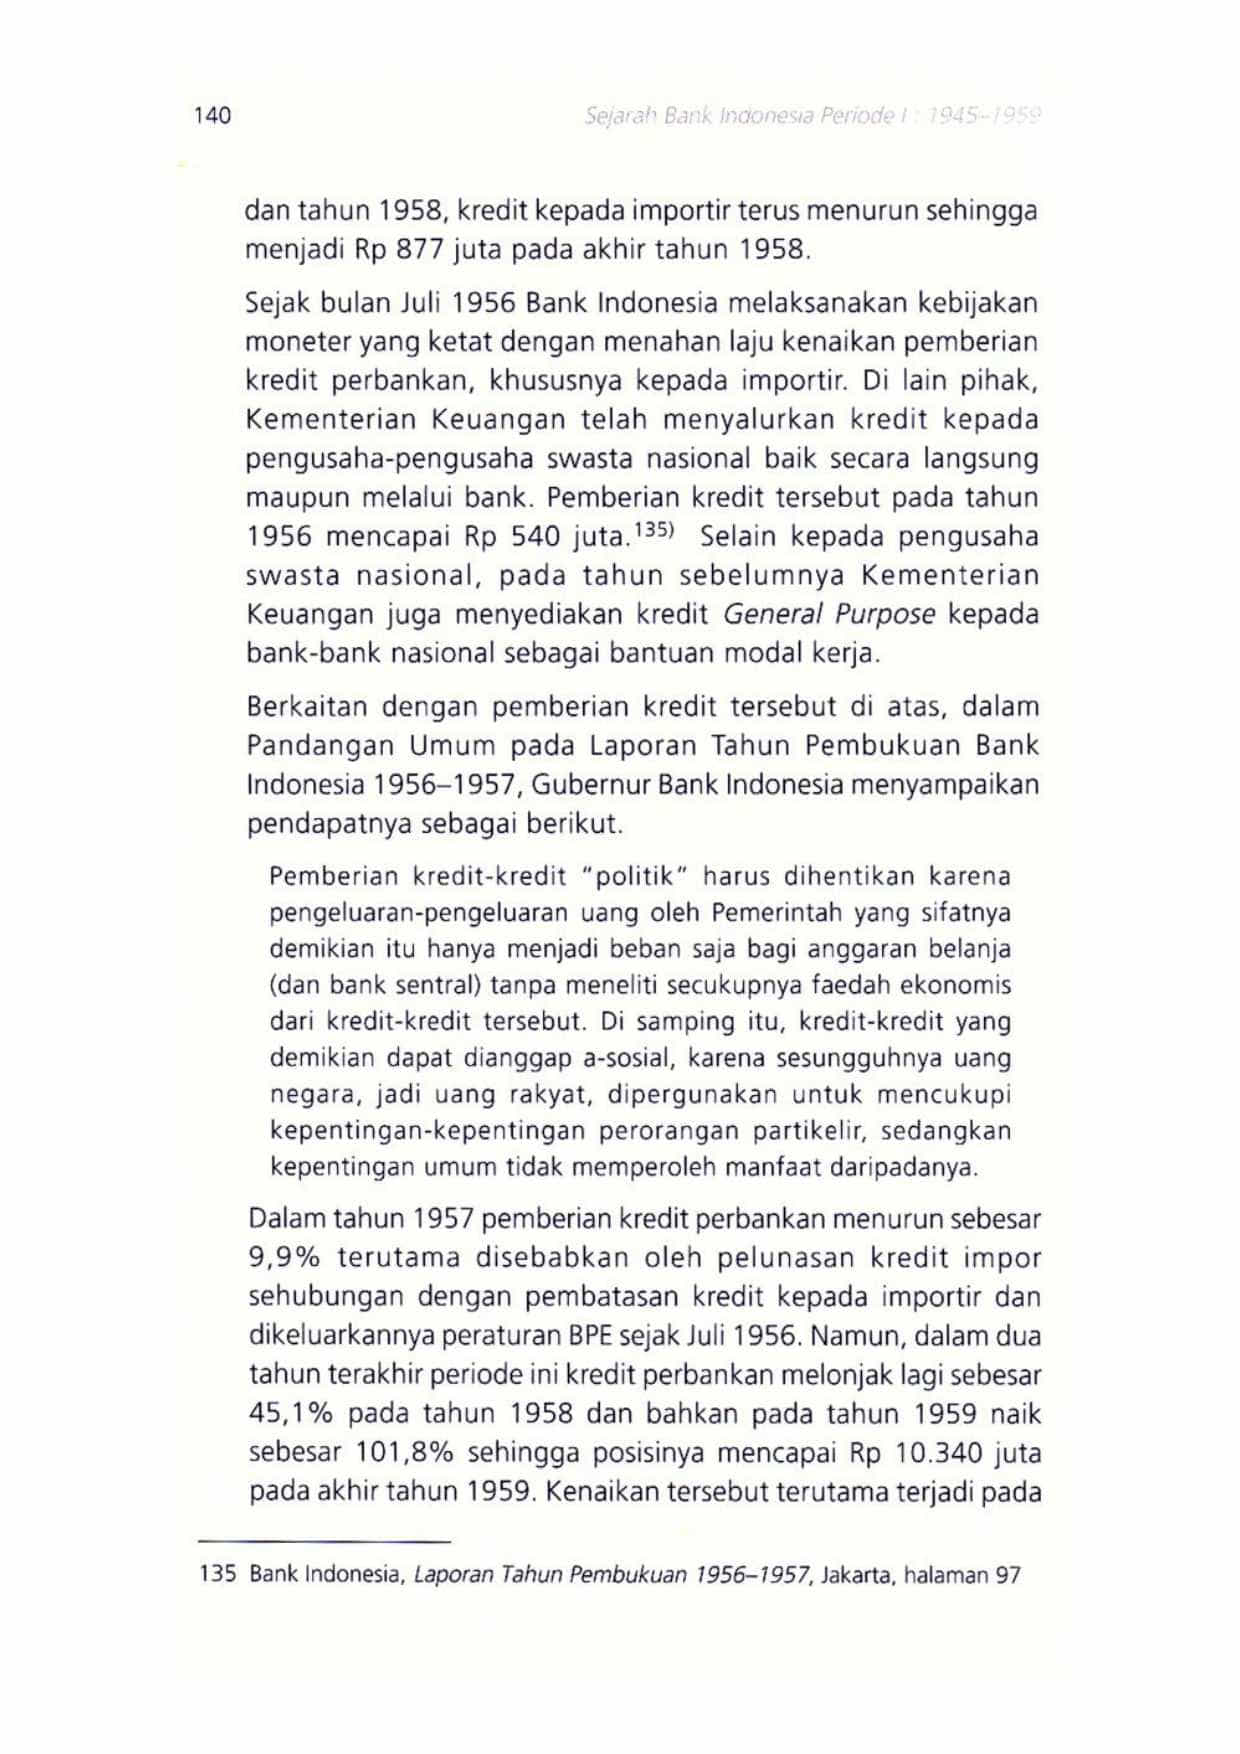 140
Sejarah Bank Indonesia Periode I : 1945–1959
dan tahun 1958, kredit kepada importir terus menurun sehingga
menjadi Rp 877 juta pada akhir tahun 1958.
Sejak bulan Juli 1956 Bank Indonesia melaksanakan kebijakan
moneter yang ketat dengan menahan laju kenaikan pemberian
kredit perbankan, khususnya kepada importir. Di lain pihak,
Kementerian Keuangan telah menyalurkan kredit kepada
pengusaha-pengusaha swasta nasional baik secara langsung
maupun melalui bank. Pemberian kredit tersebut pada tahun
1956 mencapai Rp 540 juta.135) Selain kepada pengusaha
swasta nasional, pada tahun sebelumnya Kementerian
Keuangan juga menyediakan kredit General Purpose kepada
bank-bank nasional sebagai bantuan modal kerja.
Berkaitan dengan pemberian kredit tersebut di atas, dalam
Pandangan Umum pada Laporan Tahun Pembukuan Bank
Indonesia 1956–1957, Gubernur Bank Indonesia menyampaikan
pendapatnya sebagai berikut.
Pemberian kredit-kredit "politik" harus dihentikan karena
pengeluaran-pengeluaran uang oleh Pemerintah yang sifatnya
demikian itu hanya menjadi beban saja bagi anggaran belanja
(dan bank sentral) tanpa meneliti secukupnya faedah ekonomis
dari kredit-kredit tersebut. Di samping itu, kredit-kredit yang
demikian dapat dianggap a-sosial, karena sesungguhnya uang
negara, jadi uang rakyat, dipergunakan untuk mencukupi
kepentingan-kepentingan perorangan partikelir, sedangkan
kepentingan umum tidak memperoleh manfaat daripadanya.
Dalam tahun 1957 pemberian kredit perbankan menurun sebesar
9,9% terutama disebabkan oleh pelunasan kredit impor
sehubungan dengan pembatasan kredit kepada importir dan
dikeluarkannya peraturan BPE sejak Juli 1956. Namun, dalam dua
tahun terakhir periode ini kredit perbankan melonjak lagi sebesar
45,1% pada tahun 1958 dan bahkan pada tahun 1959 naik
sebesar 101,8% sehingga posisinya mencapai Rp 10.340 juta
pada akhir tahun 1959. Kenaikan tersebut terutama terjadi pada
135 Bank Indonesia, Laporan Tahun Pembukuan 1956–1957, Jakarta, halaman 97